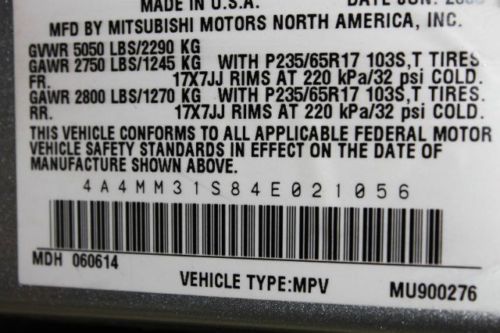 MADE IN U.S.A. DATE JUN
MFD BY MITSUBISHI MOTORS NORTH AMERICA, INC.
GVWR 5050 LBS/2290 KG
GAWR 2750 LBS/1245 KG WITH P235/65R17 103S,T TIRES.
FR. 17X7JJ RIMS AT 220 kPa/32 psi COLD.
GAWR 2800 LBS/1270 KG WITH P235/65R17 103S,T TIRES.
RR. 17X7JJ RIMS AT 220 kPa/32 psi COLD.
THIS VEHICLE CONFORMS TO ALL APPLICABLE FEDERAL MOTOR
VEHICLE SAFETY STANDARDS IN EFFECT ON THE DATE OF
MANUFACTURE SHOWN ABOVE.
4A4MM31S84E021056
MDH 060614
VEHICLE TYPE:MPV MU900276